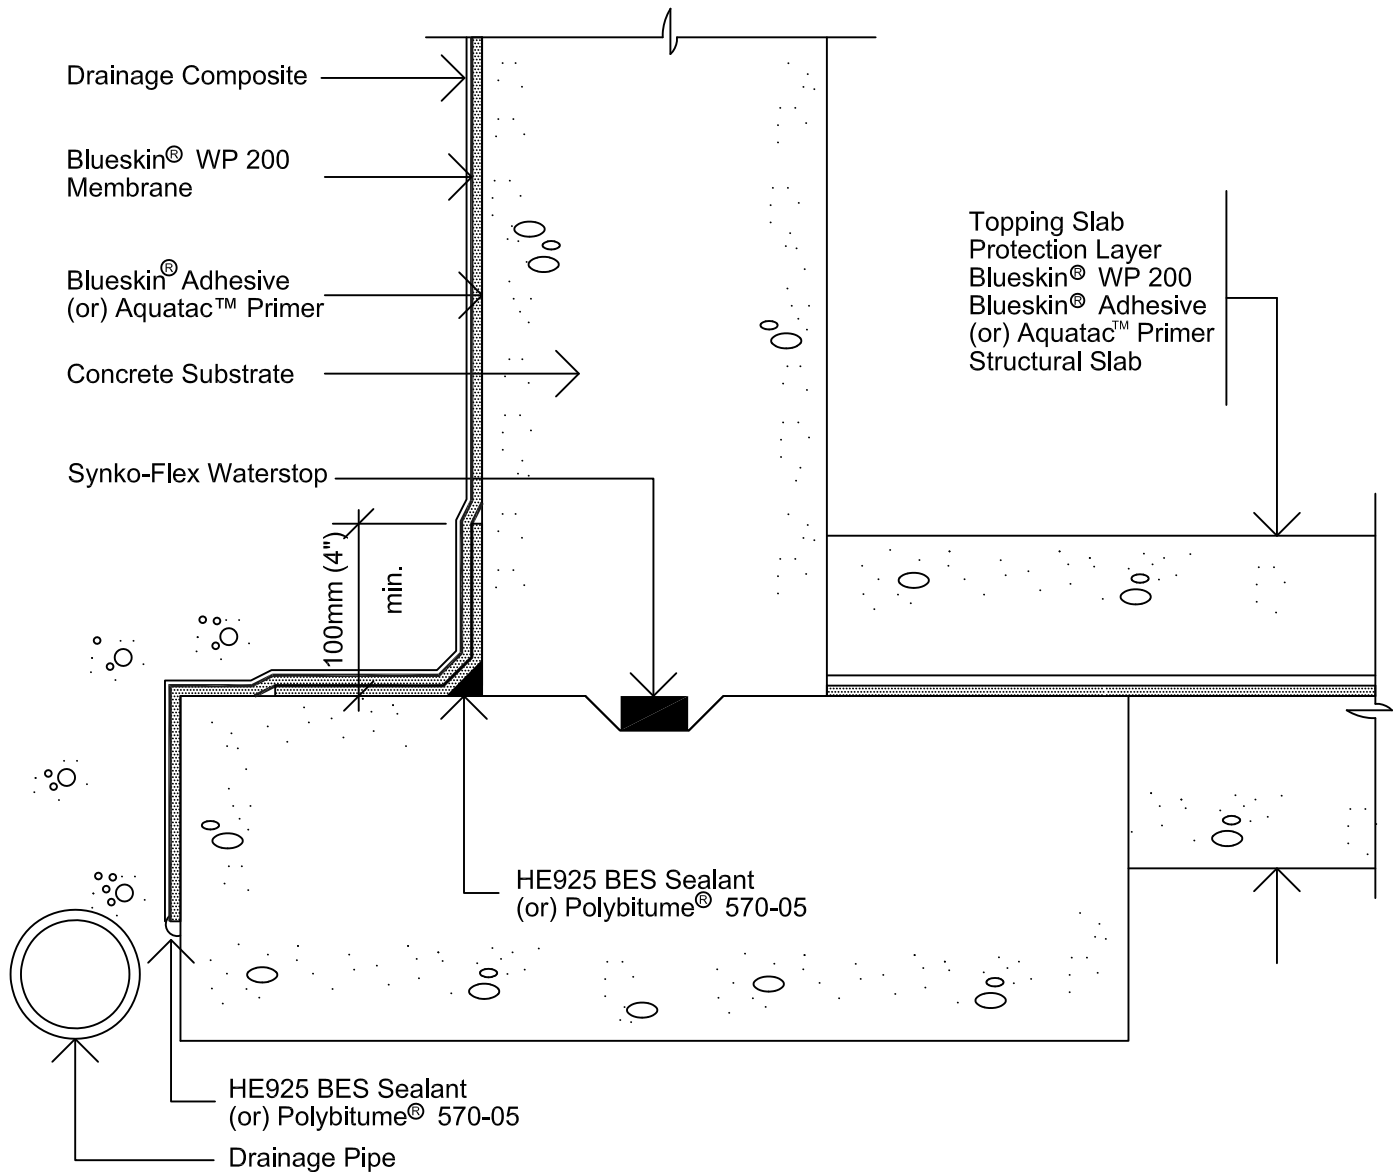 Drainage Composite
Blueskin® WP 200
Membrane
Blueskin® Adhesive
(or) Aquatac™ Primer
Concrete Substrate
Synko-Flex Waterstop
100mm (4")
min.
Topping Slab
Protection Layer
Blueskin® WP 200
Blueskin® Adhesive
(or) Aquatac™ Primer
Structural Slab
HE925 BES Sealant
(or) Polybitume® 570-05
HE925 BES Sealant
(or) Polybitume® 570-05
Drainage Pipe